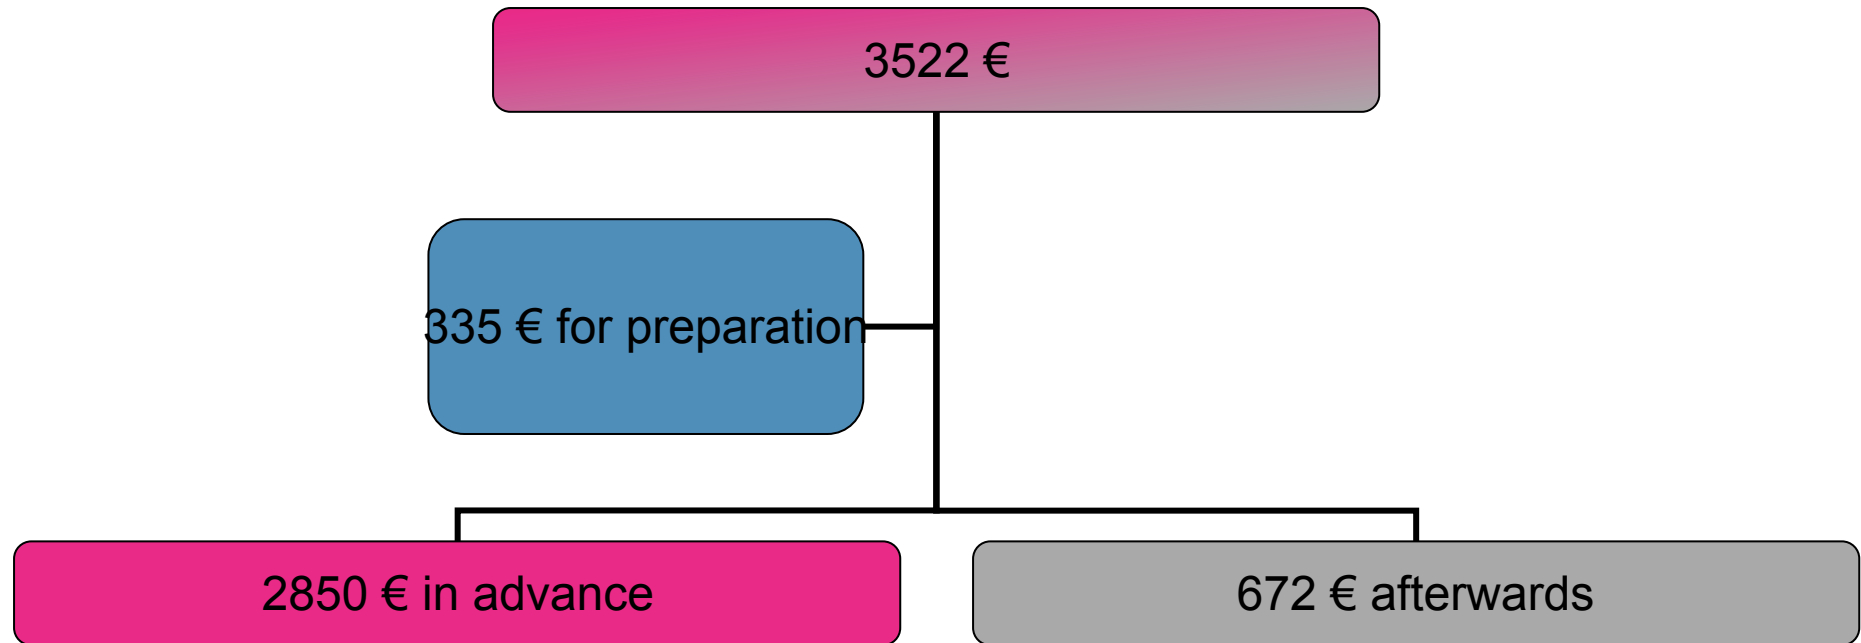 3522 €
335 € for preparation
2850 € in advance
672 € afterwards